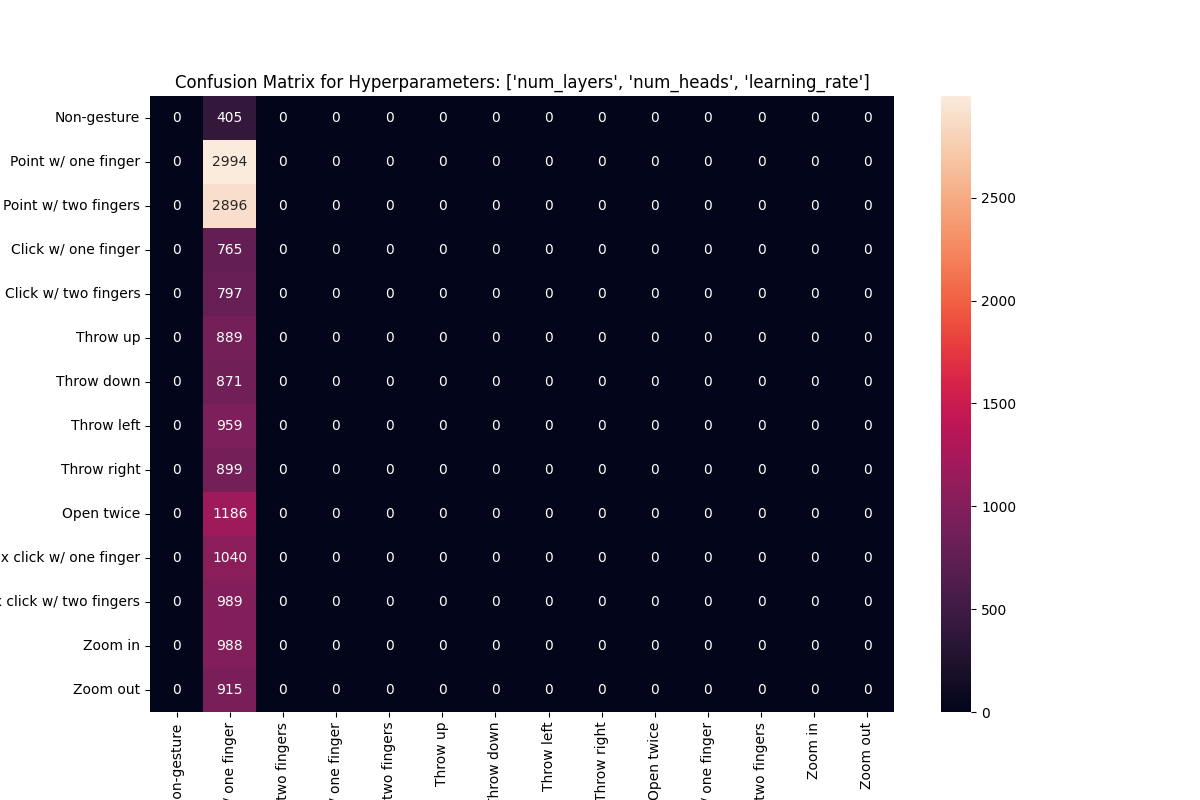 Confusion Matrix for Hyperparameters: ['num_layers', 'num_heads', 'learning_rate']
Non-gesture 0 405 0 0 0 0 0 0 0 0 0 0 0 0
Point w/ one finger 0 2994 0 0 0 0 0 0 0 0 0 0 0 0
Point w/ two fingers 0 2896 0 0 0 0 0 0 0 0 0 0 0 0
Click w/ one finger 0 765 0 0 0 0 0 0 0 0 0 0 0 0
Click w/ two fingers 0 797 0 0 0 0 0 0 0 0 0 0 0 0
Throw up 0 889 0 0 0 0 0 0 0 0 0 0 0 0
Throw down 0 871 0 0 0 0 0 0 0 0 0 0 0 0
Throw left 0 959 0 0 0 0 0 0 0 0 0 0 0 0
Throw right 0 899 0 0 0 0 0 0 0 0 0 0 0 0
Open twice 0 1186 0 0 0 0 0 0 0 0 0 0 0 0
x click w/ one finger 0 1040 0 0 0 0 0 0 0 0 0 0 0 0
click w/ two fingers 0 989 0 0 0 0 0 0 0 0 0 0 0 0
Zoom in 0 988 0 0 0 0 0 0 0 0 0 0 0 0
Zoom out 0 915 0 0 0 0 0 0 0 0 0 0 0 0
on-gesture
one finger
two fingers
one finger
two fingers
Throw up
hrow down
Throw left
Throw right
Open twice
one finger
two fingers
Zoom in
Zoom out
2500
2000
1500
1000
500
0